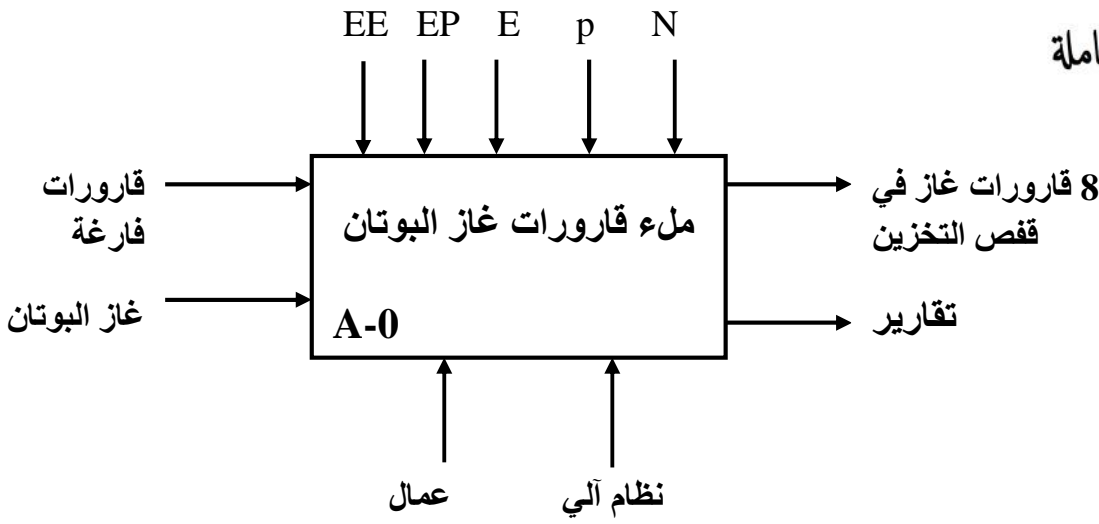 EE EP E p N
املة
قارورات
فارغة
ملء قارورات غاز البوتان
8 قارورات غاز في
قفص التخزين
غاز البوتان
A-0
تقارير
عمال
نظام آلي